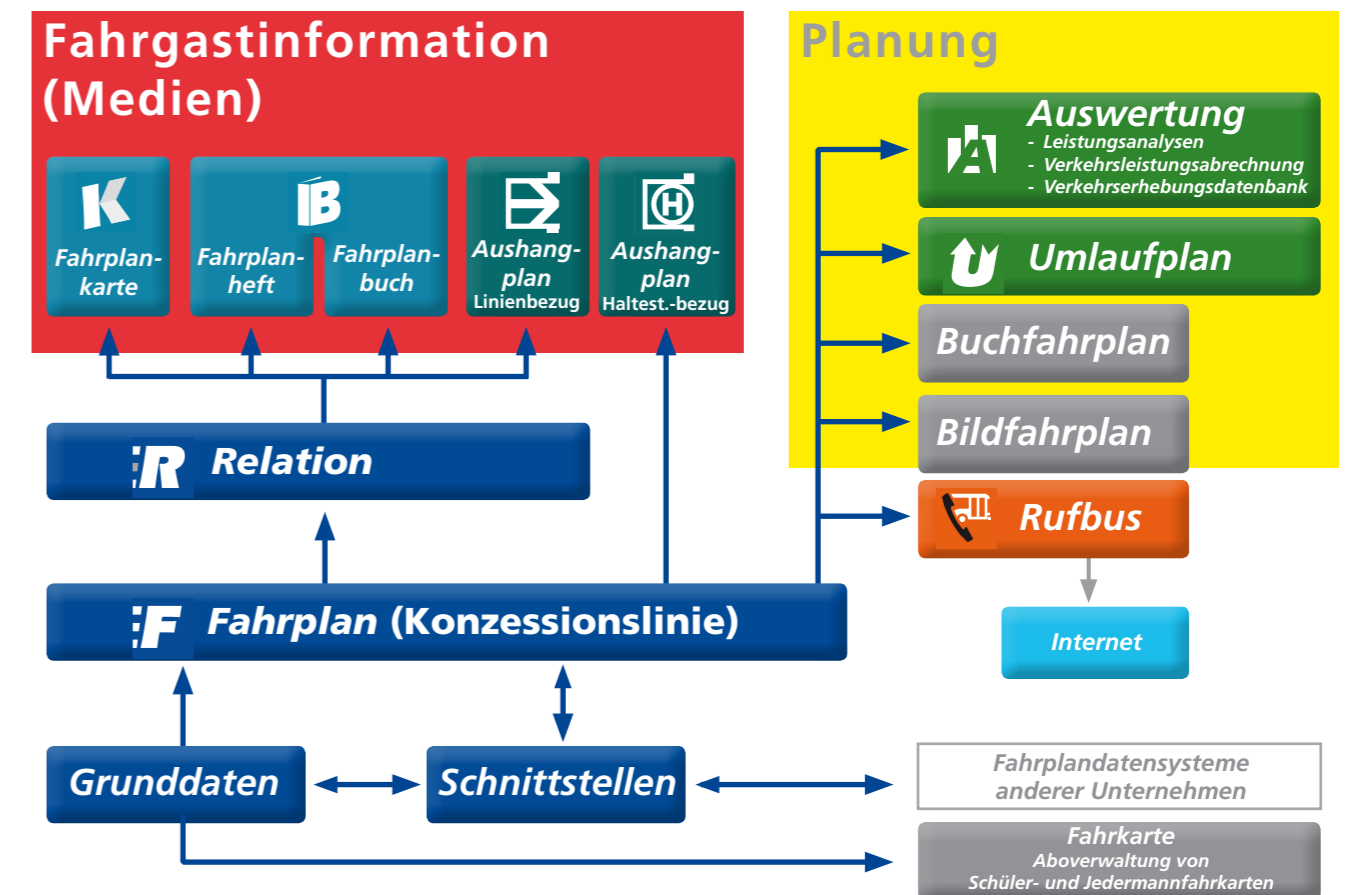 Fahrgastinformation
(Medien)
Fahrplan-
karte
B
Fahrplan-
heft
Fahrplan-
buch
Aushang-
plan
Linienbezug
H
Aushang-
plan
Haltest.-bezug
K
Planung
A
Auswertung
- Leistungsanalysen
- Verkehrsleistungsabrechnung
- Verkehrserhebungsdatenbank
U
Umlaufplan
Buchfahrplan
Bildfahrplan
Rufbus
Internet
R Relation
F Fahrplan (Konzessionslinie)
Grunddaten
Schnittstellen
Fahrplandatensysteme
anderer Unternehmen
Fahrkarte
Aboverwaltung von
Schüler- und Jedermannfahrkarten